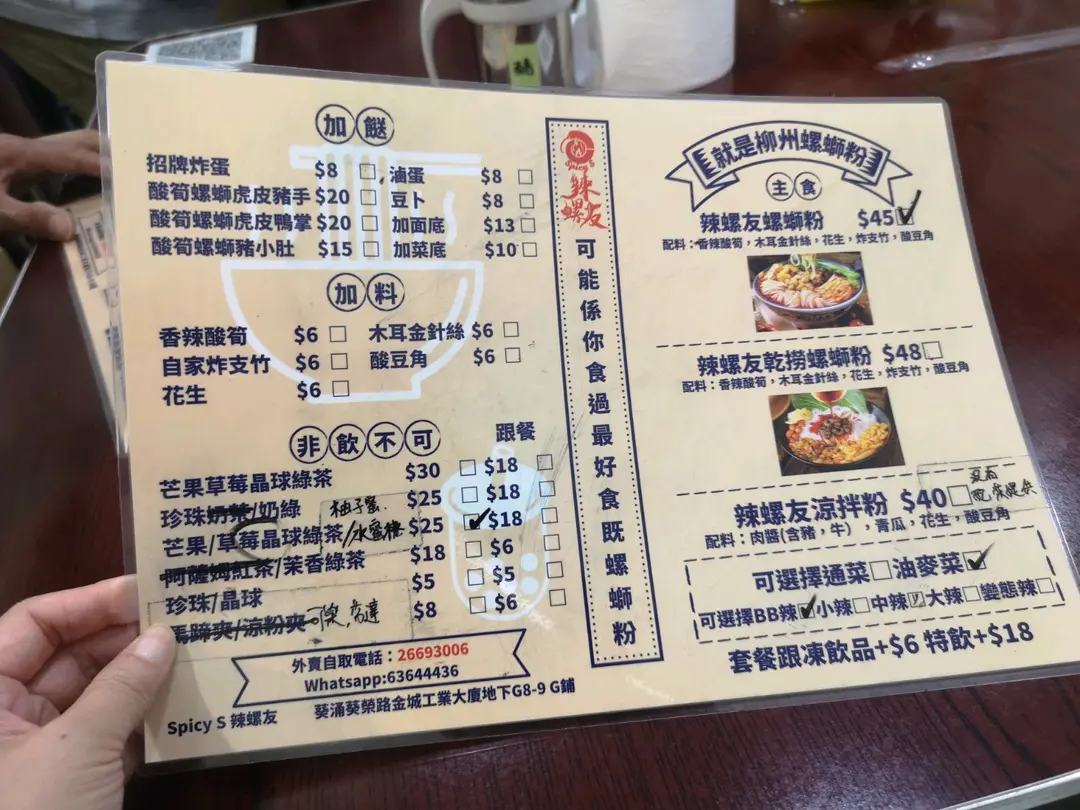 加餸
招牌炸蛋 $8 □ 滷蛋 $8 □
酸筍螺螄虎皮豬手 $20 □ 豆卜 $8 □
酸筍螺螄虎皮鴨掌 $20 □ 加面底 $13 □
酸筍螺螄豬小肚 $15 □ 加菜底 $10 □
加料
香辣酸筍 $6 □ 木耳金針絲 $6 □
自家炸支竹 $6 □ 酸豆角 $6 □
花生 $6 □
非飲不可 跟餐
芒果草莓晶球綠茶 $30 □ $18 □
珍珠奶茶/奶綠 柚子蜜 $25 □ $18 □
芒果/草莓晶球綠茶 /水蜜桃 $25 ✓ $18 □
阿薩姆紅茶/茉香綠茶 $18 □ $6 □
珍珠/晶球 $5 □ $5 □
馬蹄爽/涼粉爽 可樂, $8 □ $6 □
外賣自取電話：26693006
Whatsapp:63644436
Spicy S 辣螺友 葵涌葵榮路金城工業大廈地下G8-9 G鋪
Spicy S
辣螺友
可能係你食過最好食既螺螄粉
就是柳州螺螄粉
主食
辣螺友螺螄粉 $45 ✓
配料：香辣酸筍，木耳金針絲，花生，炸支竹，酸豆角
辣螺友乾撈螺螄粉 $48 □
配料：香辣酸筍，木耳金針絲，花生，炸支竹，酸豆角
辣螺友涼拌粉 $40 □
配料：肉醬(含豬，牛)，青瓜，花生，酸豆角
可選擇通菜□油麥菜✓
可選擇BB辣✓小辣□中辣□大辣□變態辣□
套餐跟凍飲品+$6 特飲+$18